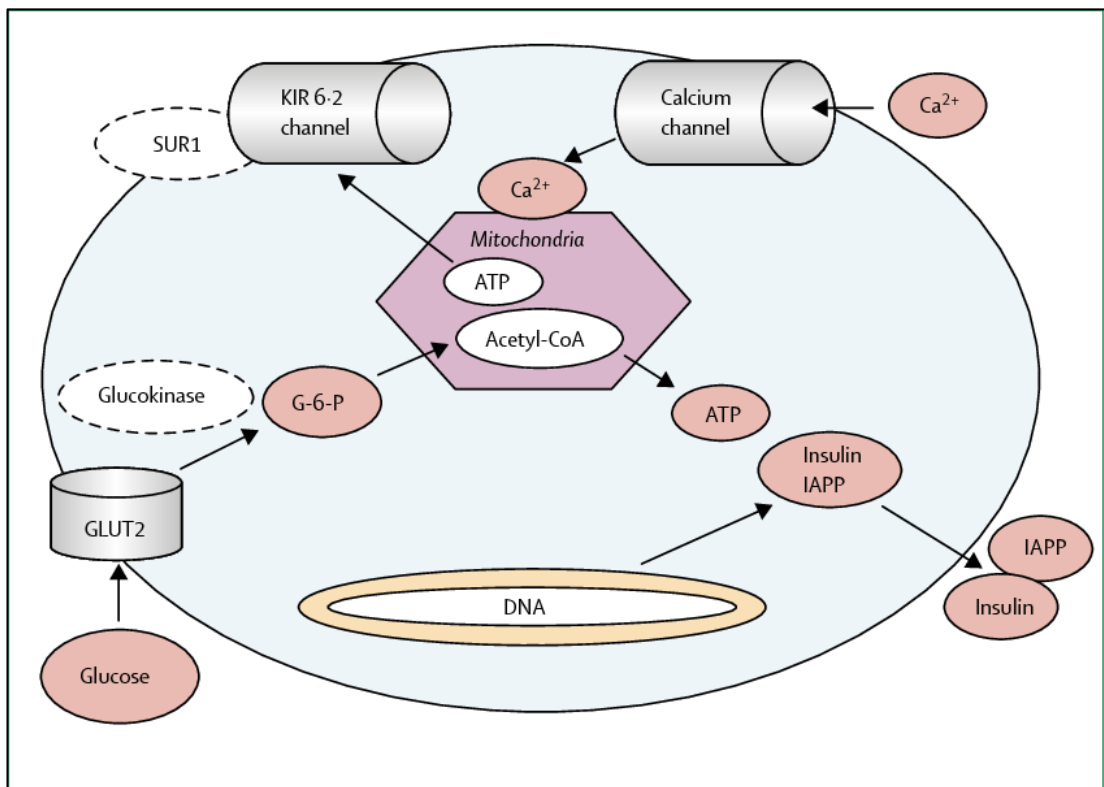 KIR 6·2
channel
Calcium
channel
Ca²⁺
SUR1
Ca²⁺
Mitochondria
ATP
Acetyl-CoA
Glucokinase
G-6-P
ATP
Insulin
IAPP
GLUT2
IAPP
DNA
Insulin
Glucose